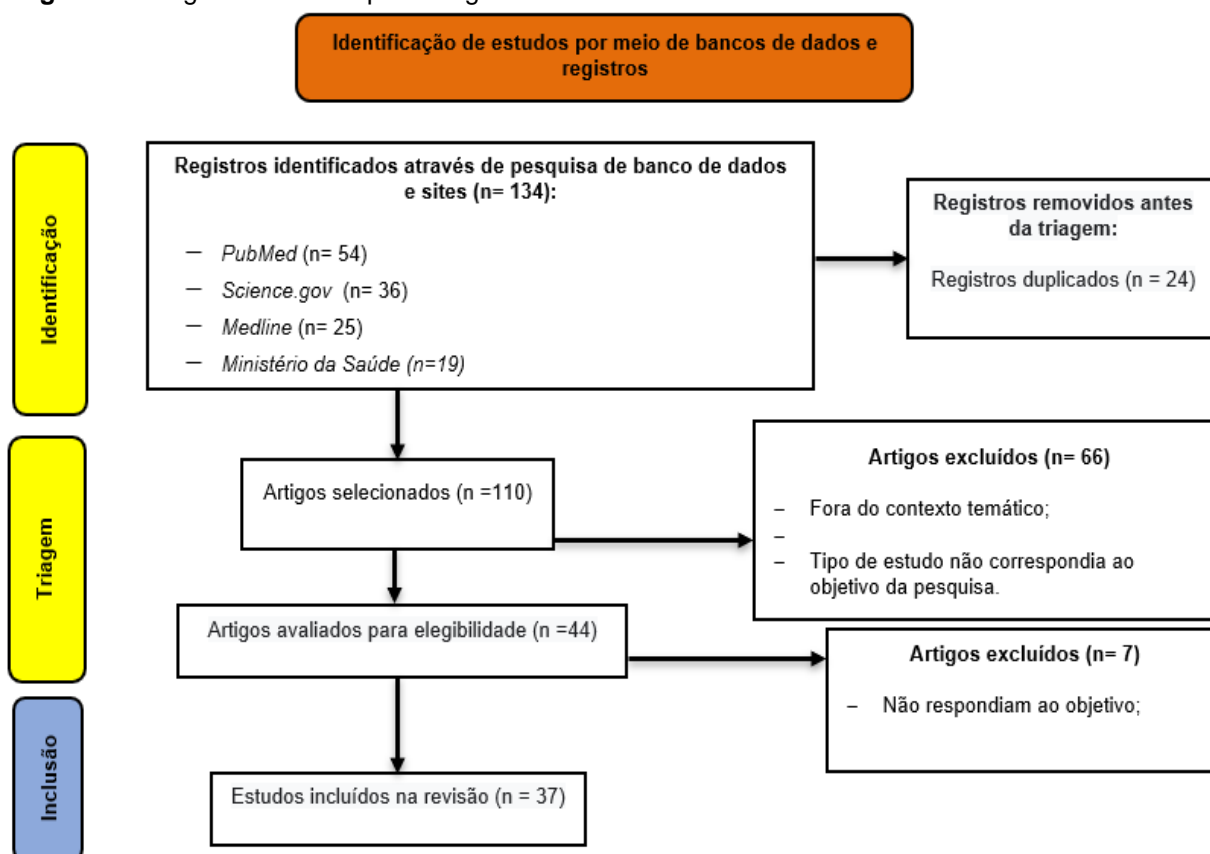 Identificação de estudos por meio de bancos de dados e
registros
Identificação
Registros identificados através de pesquisa de banco de dados
e sites (n= 134):
— PubMed (n= 54)
— Science.gov (n= 36)
— Medline (n= 25)
— Ministério da Saúde (n=19)
Registros removidos antes
da triagem:
Registros duplicados (n = 24)
Triagem
Artigos selecionados (n =110)
Artigos excluídos (n= 66)
– Fora do contexto temático;
–
– Tipo de estudo não correspondia ao
objetivo da pesquisa.
Artigos avaliados para elegibilidade (n =44)
Artigos excluídos (n= 7)
– Não respondiam ao objetivo;
Inclusão
Estudos incluídos na revisão (n = 37)